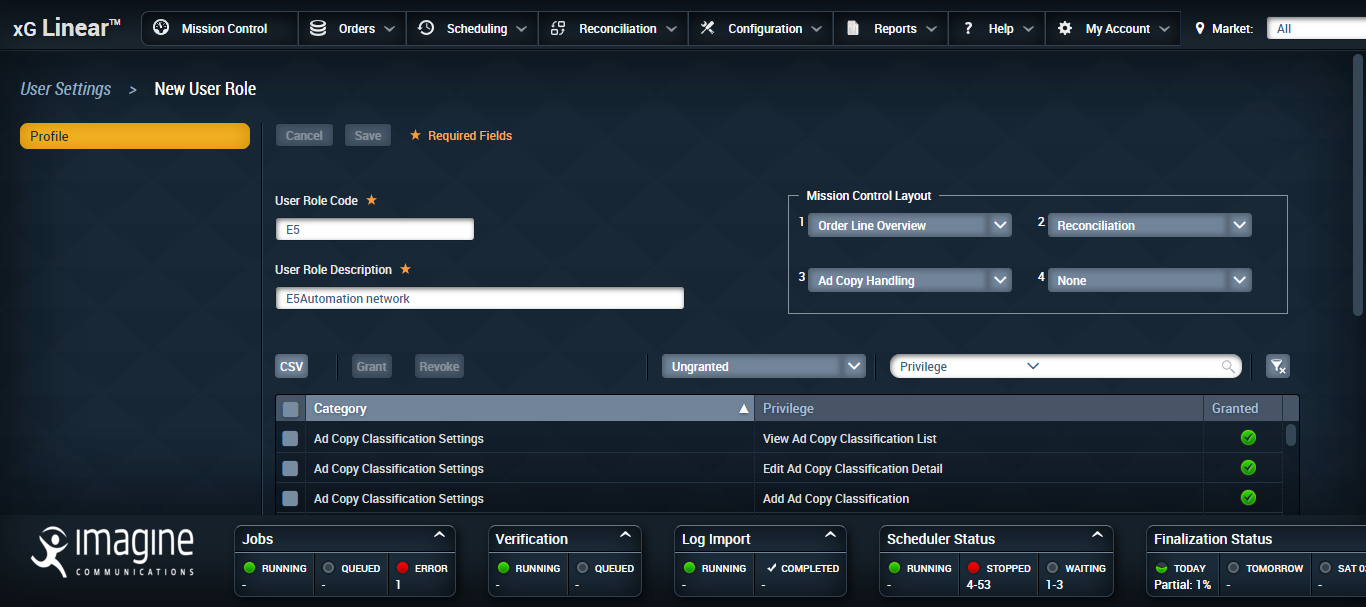 xG Linear™ Mission Control Orders Scheduling Reconciliation Configuration Reports ? Help My Account Market: All
User Settings > New User Role
Profile
Cancel Save ★ Required Fields
User Role Code ★
E5
User Role Description ★
E5Automation network
Mission Control Layout
1 Order Line Overview 2 Reconciliation
3 Ad Copy Handling 4 None
CSV Grant Revoke Ungranted Privilege
Category Privilege Granted
Ad Copy Classification Settings View Ad Copy Classification List
Ad Copy Classification Settings Edit Ad Copy Classification Detail
Ad Copy Classification Settings Add Ad Copy Classification
imagine
COMMUNICATIONS
Jobs
RUNNING QUEUED ERROR
- - 1
Verification
RUNNING QUEUED
- -
Log Import
RUNNING COMPLETED
- -
Scheduler Status
RUNNING STOPPED WAITING
- 4-53 1-3
Finalization Status
TODAY TOMORROW SAT
Partial: 1% - -